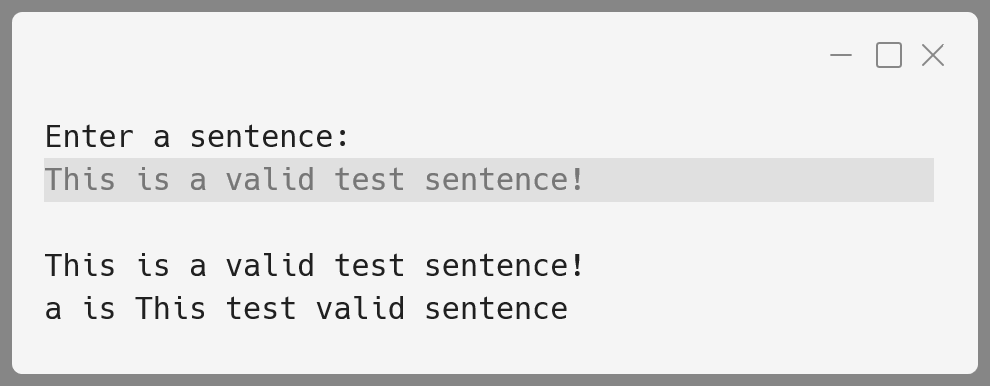 Enter a sentence:
This is a valid test sentence!
This is a valid test sentence!
a is This test valid sentence